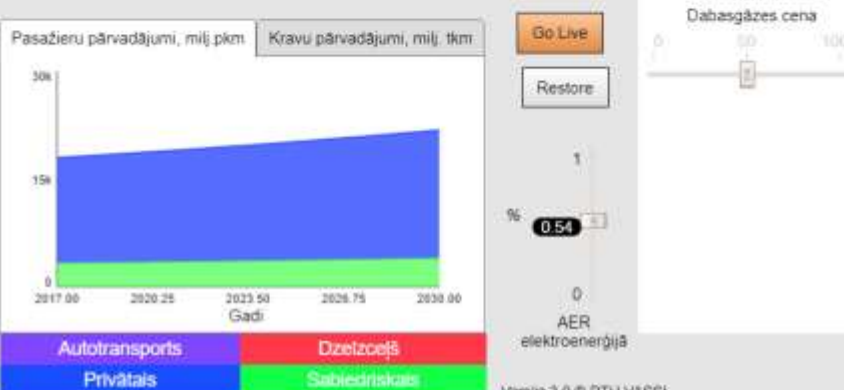 Pasažieru pārvadājumi, milj.pkm
Kravu pārvadājumi, milj. tkm
30k
15k
0
2017.00
2020.25
2023.50
2026.75
2030.00
Gadi
Autotransports
Dzelzceļš
Privātais
Sabiedriskais
Go Live
Restore
1
%
0.54
0
AER
elektroenerģijā
Dabasgāzes cena
0
50
100